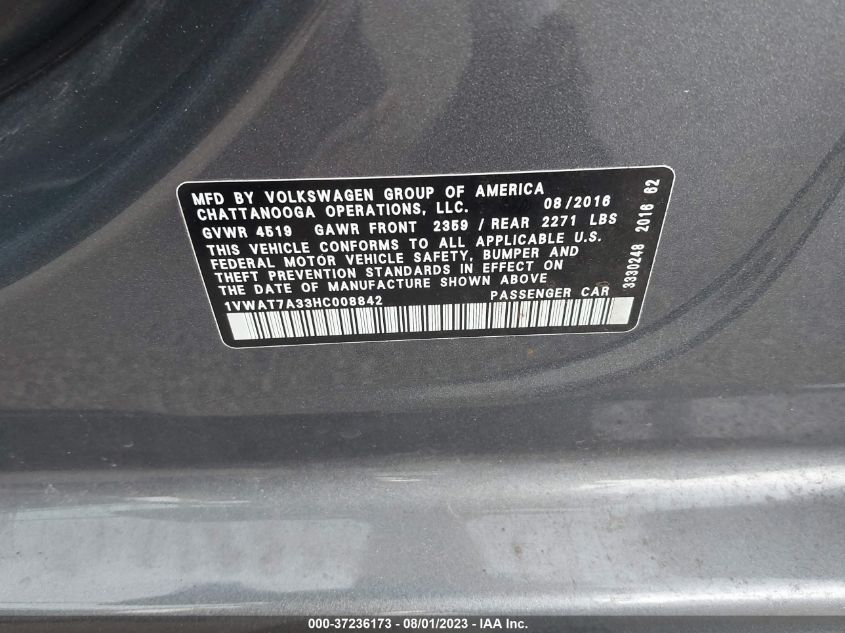 MFD BY VOLKSWAGEN GROUP OF AMERICA
CHATTANOOGA OPERATIONS, LLC. 08/2016
GVWR 4519 GAWR FRONT 2359 / REAR 2271 LBS
THIS VEHICLE CONFORMS TO ALL APPLICABLE U.S.
FEDERAL MOTOR VEHICLE SAFETY, BUMPER AND
THEFT PREVENTION STANDARDS IN EFFECT ON
THE DATE OF MANUFACTURE SHOWN ABOVE
1VWAT7A33HC008842 PASSENGER CAR
3330248 2016 62
000-37236173 - 08/01/2023 - IAA Inc.